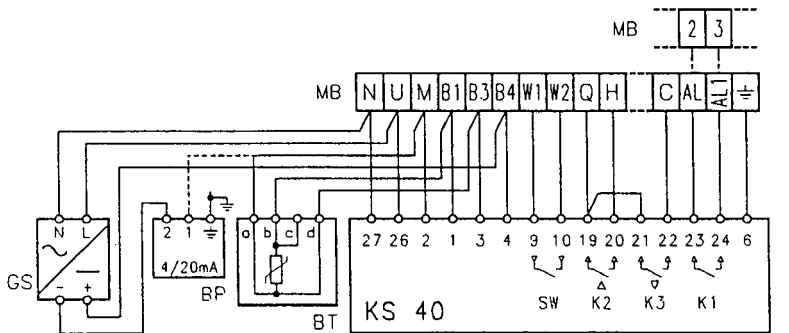 MB 2 3
MB N U M B1 B3 B4 W1 W2 Q H C AL AL1
N L 2 1 a b c d 27 26 2 1 3 4 9 10 19 20 21 22 23 24 6
GS - + 4/20mA BP BT KS 40 SW K2 K3 K1